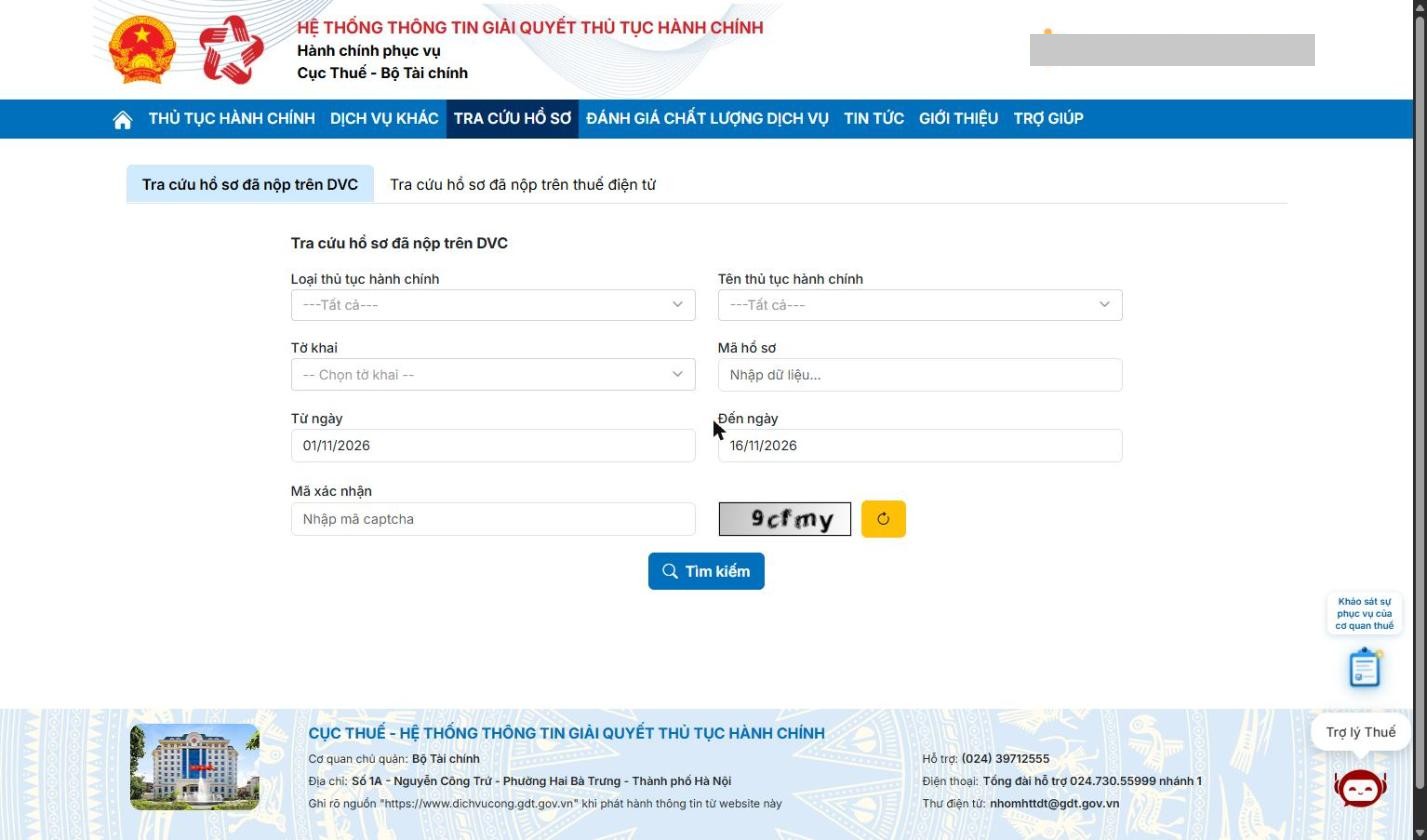 HỆ THỐNG THÔNG TIN GIẢI QUYẾT THỦ TỤC HÀNH CHÍNH
Hành chính phục vụ
Cục Thuế - Bộ Tài chính
THỦ TỤC HÀNH CHÍNH DỊCH VỤ KHÁC TRA CỨU HỒ SƠ ĐÁNH GIÁ CHẤT LƯỢNG DỊCH VỤ TIN TỨC GIỚI THIỆU TRỢ GIÚP
Tra cứu hồ sơ đã nộp trên DVC Tra cứu hồ sơ đã nộp trên thuế điện tử
Tra cứu hồ sơ đã nộp trên DVC
Loại thủ tục hành chính Tên thủ tục hành chính
---Tất cả--- ---Tất cả---
Tờ khai Mã hồ sơ
-- Chọn tờ khai -- Nhập dữ liệu...
Từ ngày Đến ngày
01/11/2026 16/11/2026
Mã xác nhận
Nhập mã captcha 9cfmy
Tìm kiếm
Khảo sát sự
phục vụ của
cơ quan thuế
Trợ lý Thuế
CỤC THUẾ - HỆ THỐNG THÔNG TIN GIẢI QUYẾT THỦ TỤC HÀNH CHÍNH
Cơ quan chủ quản: Bộ Tài chính Hỗ trợ: (024) 39712555
Địa chỉ: Số 1A - Nguyễn Công Trứ - Phường Hai Bà Trưng - Thành phố Hà Nội Điện thoại: Tổng đài hỗ trợ 024.730.55999 nhánh 1
Ghi rõ nguồn "https://www.dichvucong.gdt.gov.vn" khi phát hành thông tin từ website này Thư điện tử: nhomhttdt@gdt.gov.vn